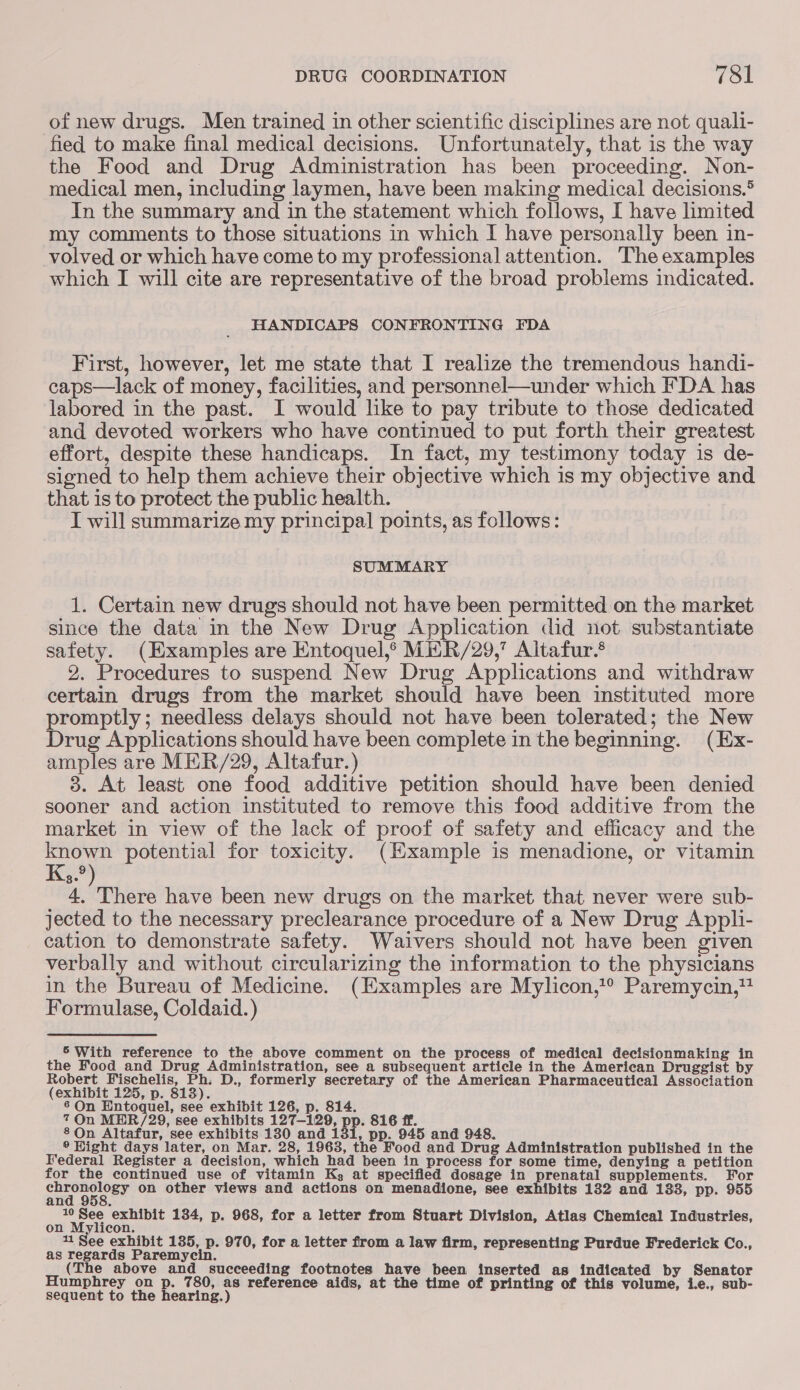 DRUG COORDINATION 781
of new drugs. Men trained in other scientific disciplines are not quali-
fied to make final medical decisions. Unfortunately, that is the way
the Food and Drug Administration has been proceeding. Non-
medical men, including laymen, have been making medical decisions.⁵
In the summary and in the statement which follows, I have limited
my comments to those situations in which I have personally been in-
volved or which have come to my professional attention. The examples
which I will cite are representative of the broad problems indicated.
HANDICAPS CONFRONTING FDA
First, however, let me state that I realize the tremendous handi-
caps—lack of money, facilities, and personnel—under which FDA has
labored in the past. I would like to pay tribute to those dedicated
and devoted workers who have continued to put forth their greatest
effort, despite these handicaps. In fact, my testimony today is de-
signed to help them achieve their objective which is my objective and
that is to protect the public health.
I will summarize my principal points, as follows:
SUMMARY
1. Certain new drugs should not have been permitted on the market
since the data in the New Drug Application did not substantiate
safety. (Examples are Entoquel,⁶ MER/29,⁷ Altafur.⁸
2. Procedures to suspend New Drug Applications and withdraw
certain drugs from the market should have been instituted more
promptly; needless delays should not have been tolerated; the New
Drug Applications should have been complete in the beginning. (Ex-
amples are MER/29, Altafur.)
3. At least one food additive petition should have been denied
sooner and action instituted to remove this food additive from the
market in view of the lack of proof of safety and efficacy and the
known potential for toxicity. (Example is menadione, or vitamin
K₃.⁹)
4. There have been new drugs on the market that never were sub-
jected to the necessary preclearance procedure of a New Drug Appli-
cation to demonstrate safety. Waivers should not have been given
verbally and without circularizing the information to the physicians
in the Bureau of Medicine. (Examples are Mylicon,¹⁰ Paremycin,¹¹
Formulase, Coldaid.)
⁵ With reference to the above comment on the process of medical decisionmaking in
the Food and Drug Administration, see a subsequent article in the American Druggist by
Robert Fischelis, Ph. D., formerly secretary of the American Pharmaceutical Association
(exhibit 125, p. 813).
⁶ On Entoquel, see exhibit 126, p. 814.
⁷ On MER/29, see exhibits 127–129, pp. 816 ff.
⁸ On Altafur, see exhibits 130 and 131, pp. 945 and 948.
⁹ Eight days later, on Mar. 28, 1963, the Food and Drug Administration published in the
Federal Register a decision, which had been in process for some time, denying a petition
for the continued use of vitamin K₃ at specified dosage in prenatal supplements. For
chronology on other views and actions on menadione, see exhibits 132 and 133, pp. 955
and 958.
¹⁰ See exhibit 134, p. 968, for a letter from Stuart Division, Atlas Chemical Industries,
on Mylicon.
¹¹ See exhibit 135, p. 970, for a letter from a law firm, representing Purdue Frederick Co.,
as regards Paremycin.
(The above and succeeding footnotes have been inserted as indicated by Senator
Humphrey on p. 780, as reference aids, at the time of printing of this volume, i.e., sub-
sequent to the hearing.)